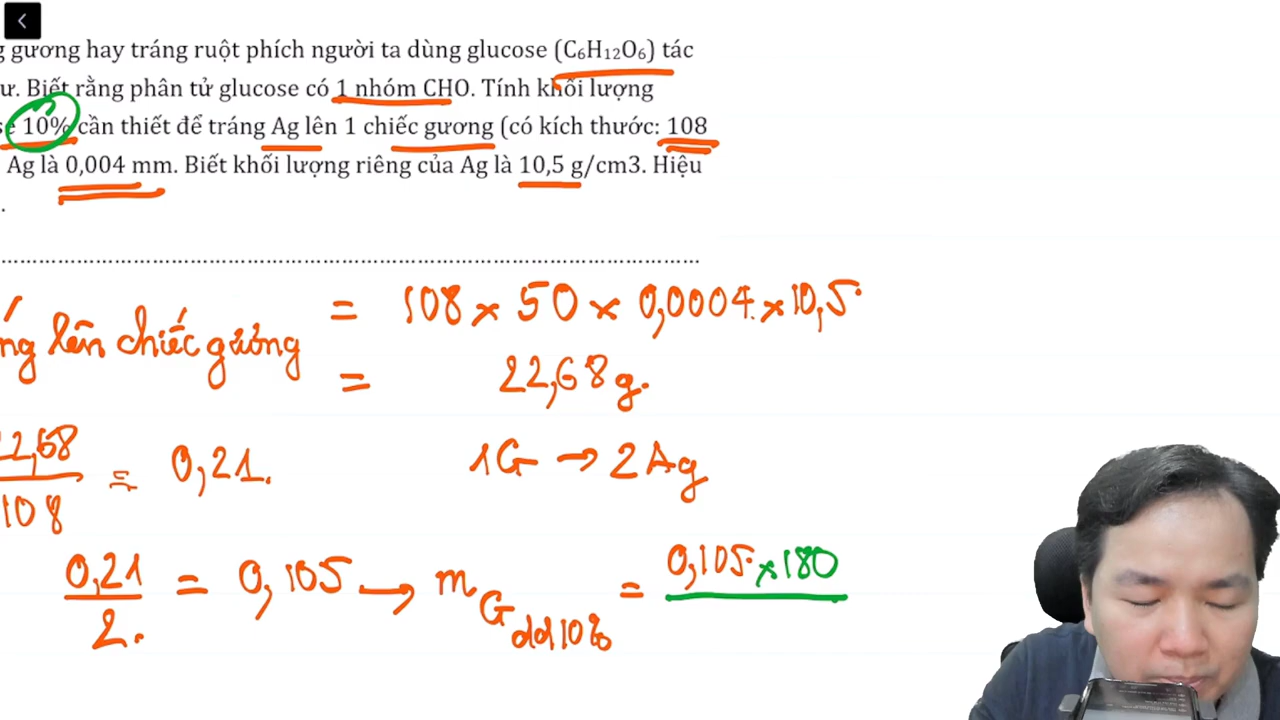 gương hay tráng ruột phích người ta dùng glucose (C₆H₁₂O₆) tác
ư. Biết rằng phân tử glucose có 1 nhóm CHO. Tính khối lượng
10% cần thiết để tráng Ag lên 1 chiếc gương (có kích thước: 108
Ag là 0,004 mm. Biết khối lượng riêng của Ag là 10,5 g/cm3. Hiệu
.
lên chiếc gương = 108 x 50 x 0,0004 x 10,5
= 22,68 g.
22,68 / 108 = 0,21.
1G → 2Ag
0,21 / 2 = 0,105 → m G dd10% = 0,105 x 180